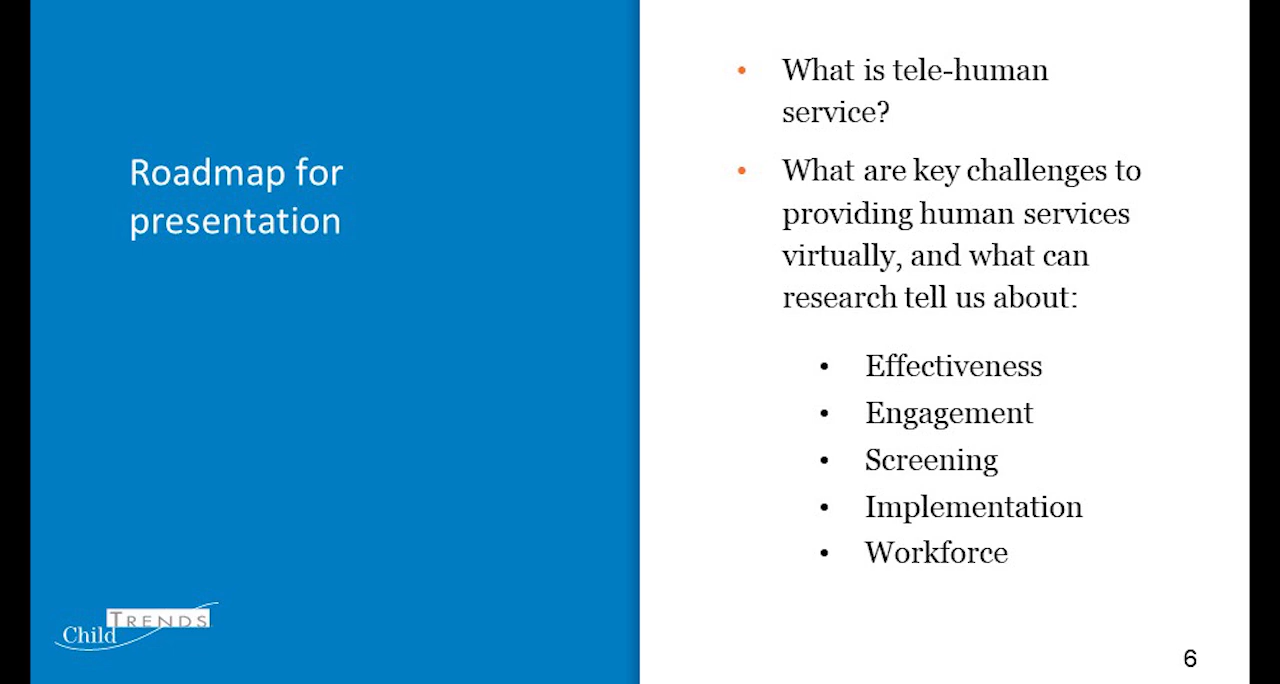 Roadmap for
presentation
Child TRENDS
• What is tele-human
service?
• What are key challenges to
providing human services
virtually, and what can
research tell us about:
• Effectiveness
• Engagement
• Screening
• Implementation
• Workforce
6